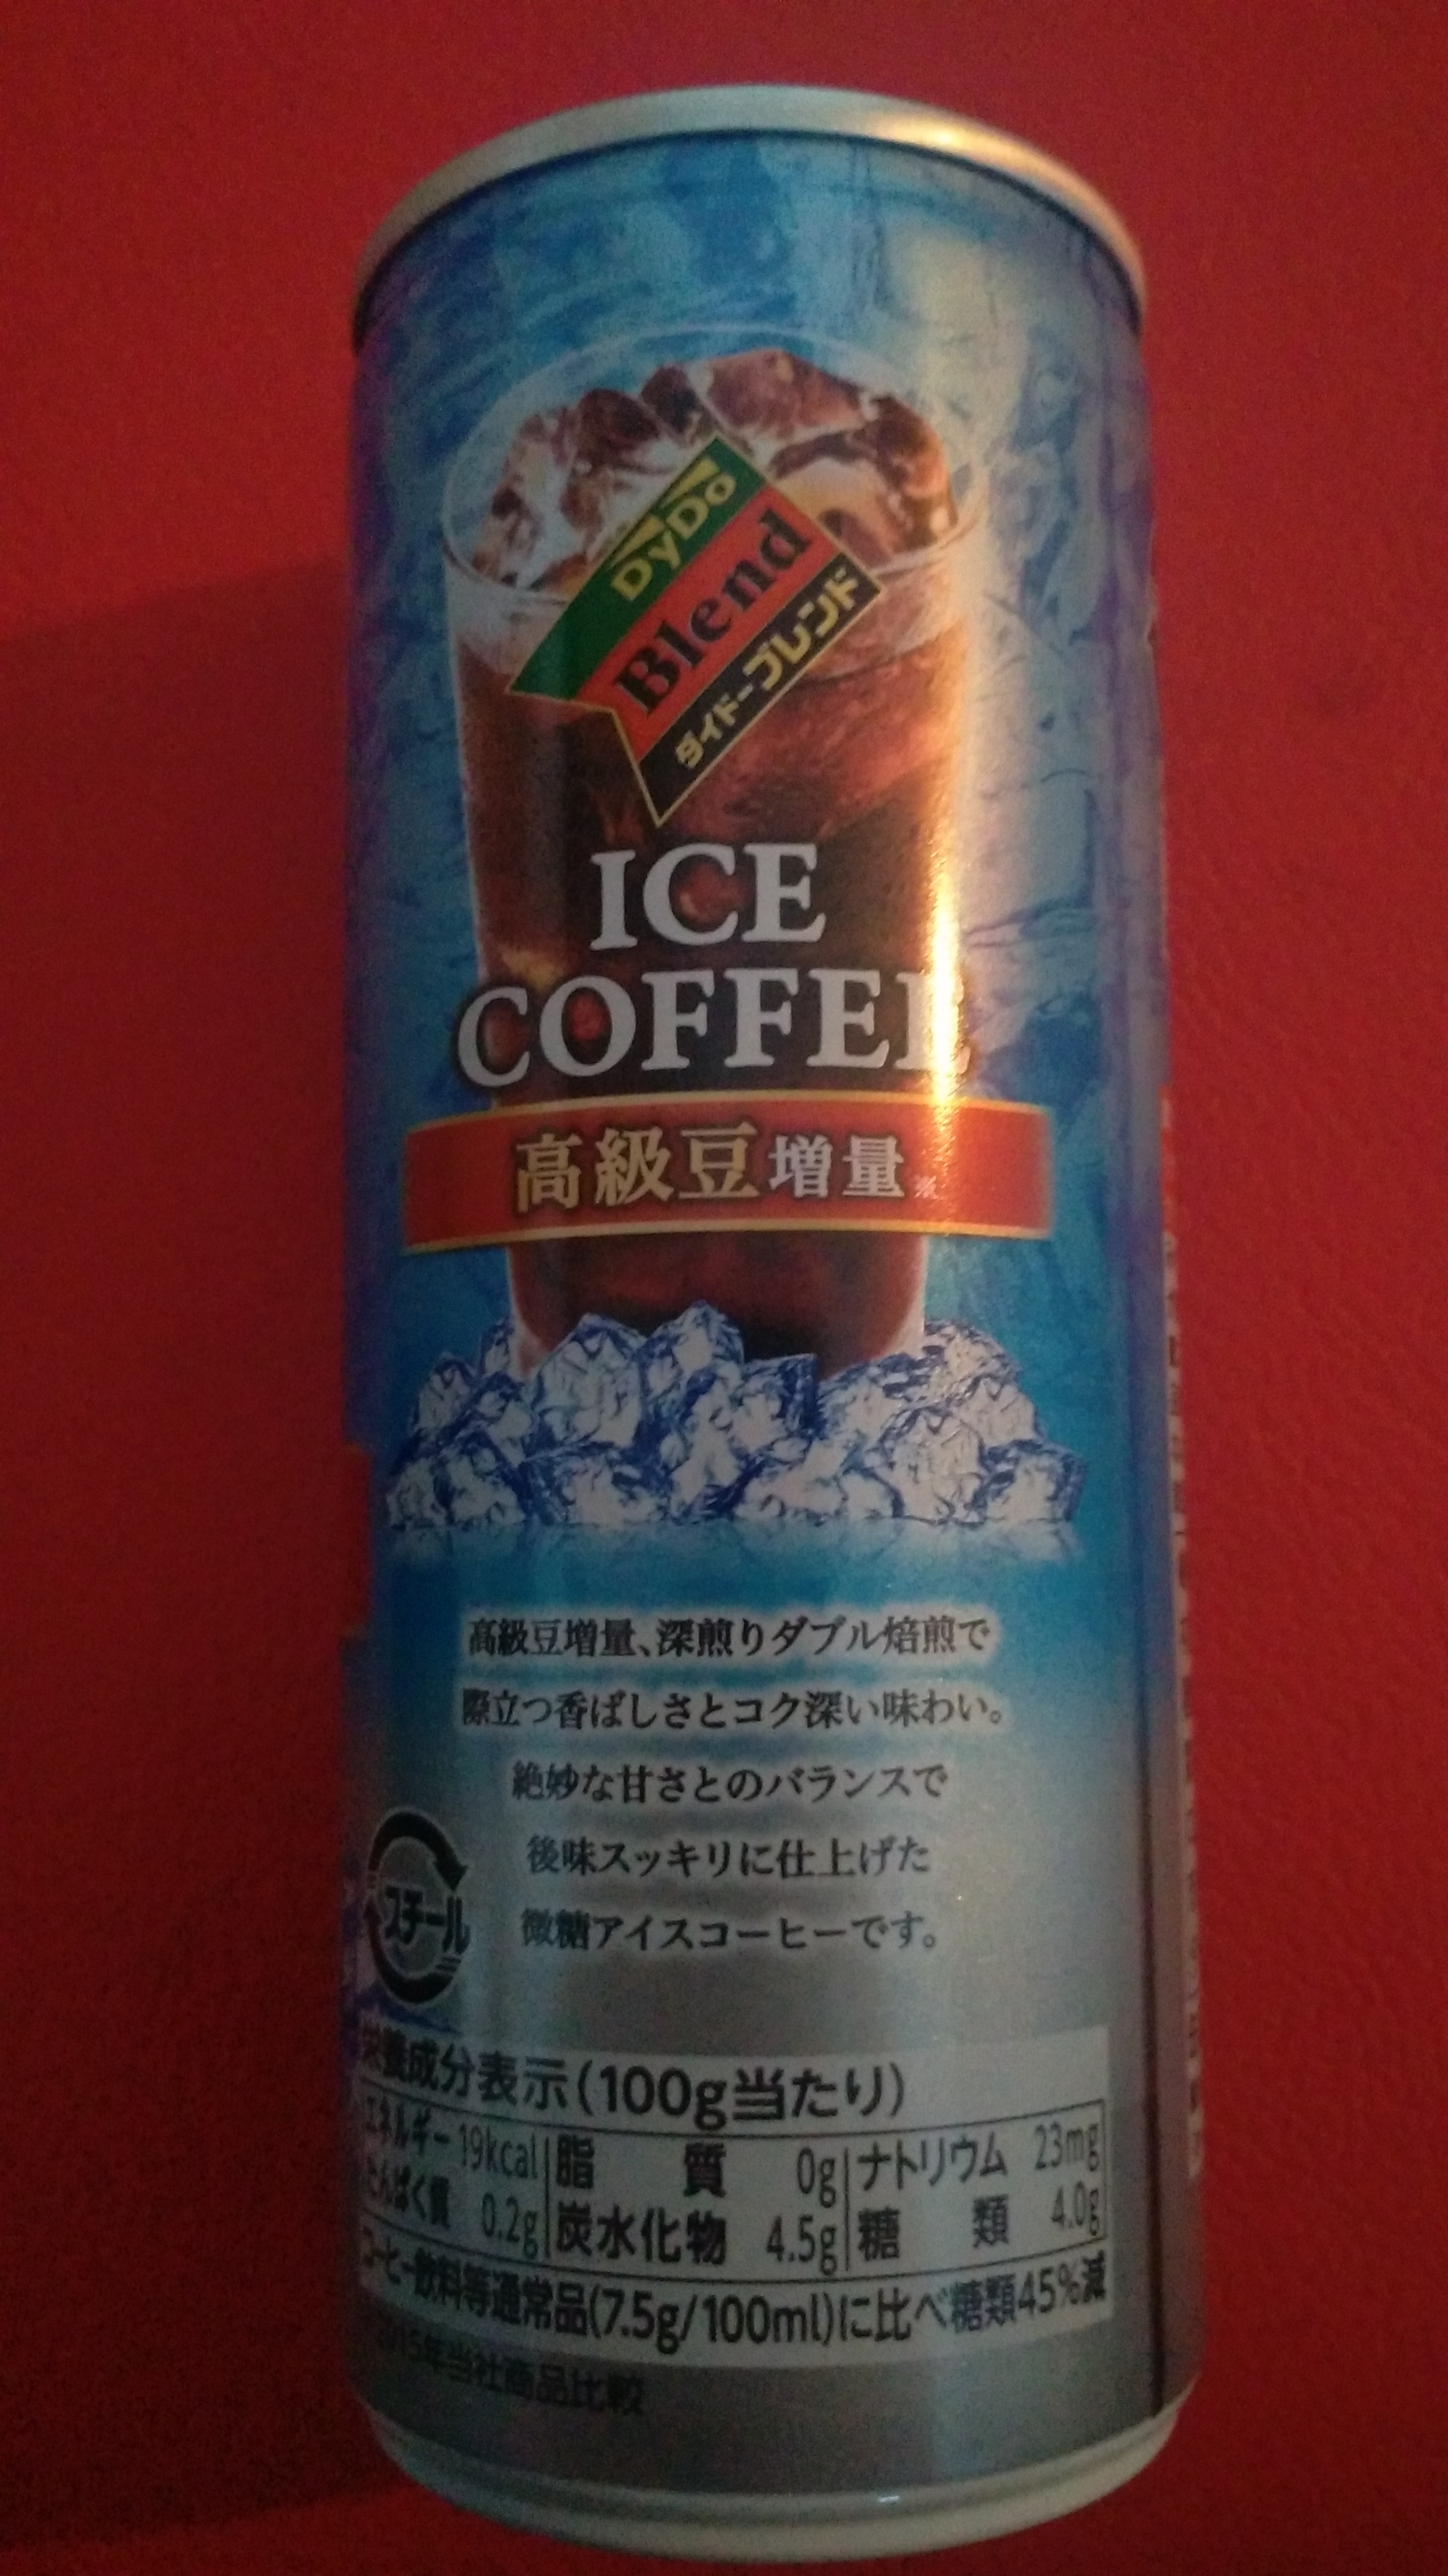 DyDo
Blend
ダイドーブレンド
ICE
COFFEE
高級豆増量※
高級豆増量、深煎りダブル焙煎で
際立つ香ばしさとコク深い味わい。
絶妙な甘さとのバランスで
後味スッキリに仕上げた
微糖アイスコーヒーです。
スチール
栄養成分表示(100g当たり)
エネルギー 19kcal 脂質 0g ナトリウム 23mg
たんぱく質 0.2g 炭水化物 4.5g 糖類 4.0g
コーヒー飲料等通常品(7.5g/100ml)に比べ糖類45%減
2015年当社商品比較